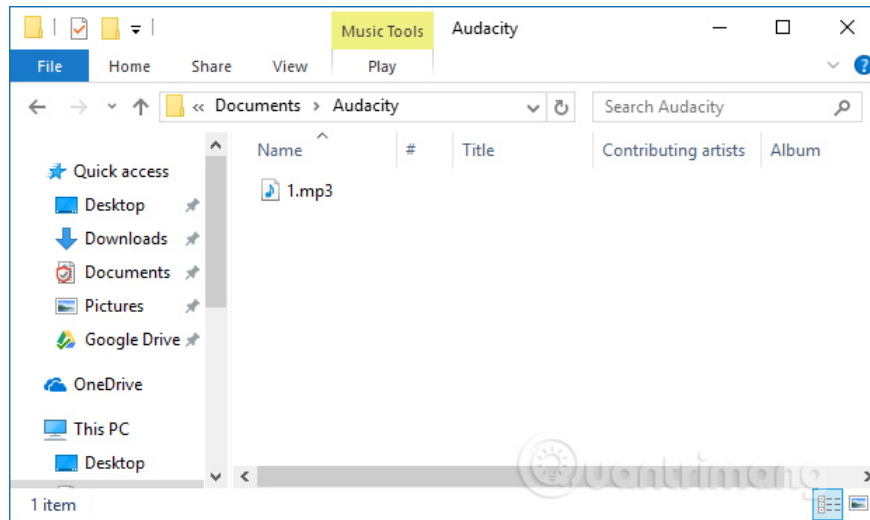 Music Tools Audacity
File Home Share View Play
« Documents > Audacity Search Audacity
Name # Title Contributing artists Album
1.mp3
Quick access
Desktop
Downloads
Documents
Pictures
Google Drive
OneDrive
This PC
Desktop
Quantrimang
1 item